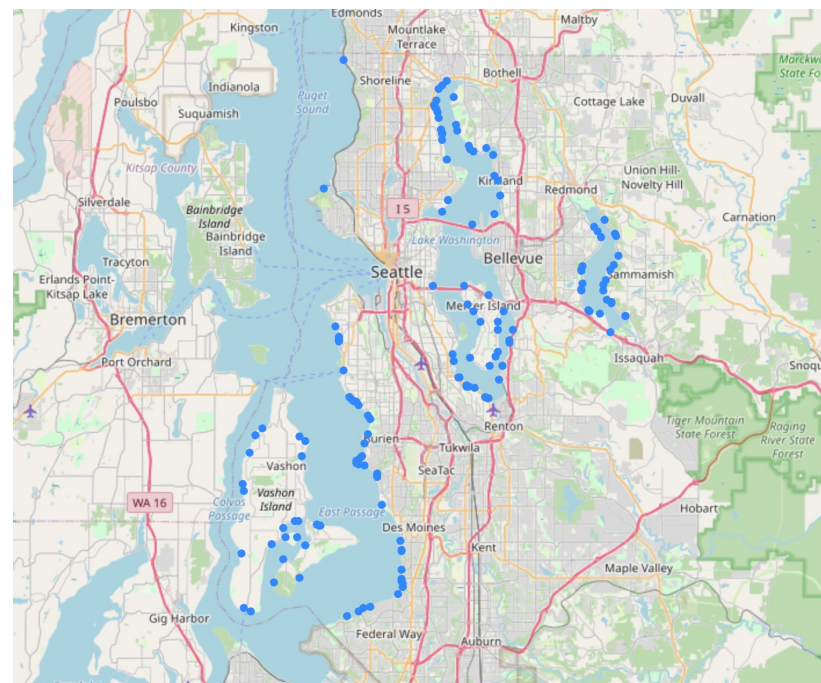 Edmonds
Kingston
Mountlake
Terrace
Maltby
Bothell
Shoreline
Indianola
Poulsbo
Puget
Sound
Cottage Lake
Duvall
Squamish
Kitsap County
Union Hill-
Novelty Hill
Kirkland
Redmond
Silverdale
I 5
Bainbridge
Island
Bainbridge
Island
Carnation
Lake Washington
Tracyton
Bellevue
Seattle
Sammamish
Erlands Point-
Kitsap Lake
Mercer Island
Bremerton
Port Orchard
Issaquah
Snoqu
Tiger Mountain
State Forest
Raging
River State
Forest
Renton
Burien
Tukwila
Vashon
SeaTac
Vashon
Island
WA 16
Colvos
Passage
East Passage
Hobart
Des Moines
Kent
Maple Valley
Gig Harbor
Federal Way
Auburn